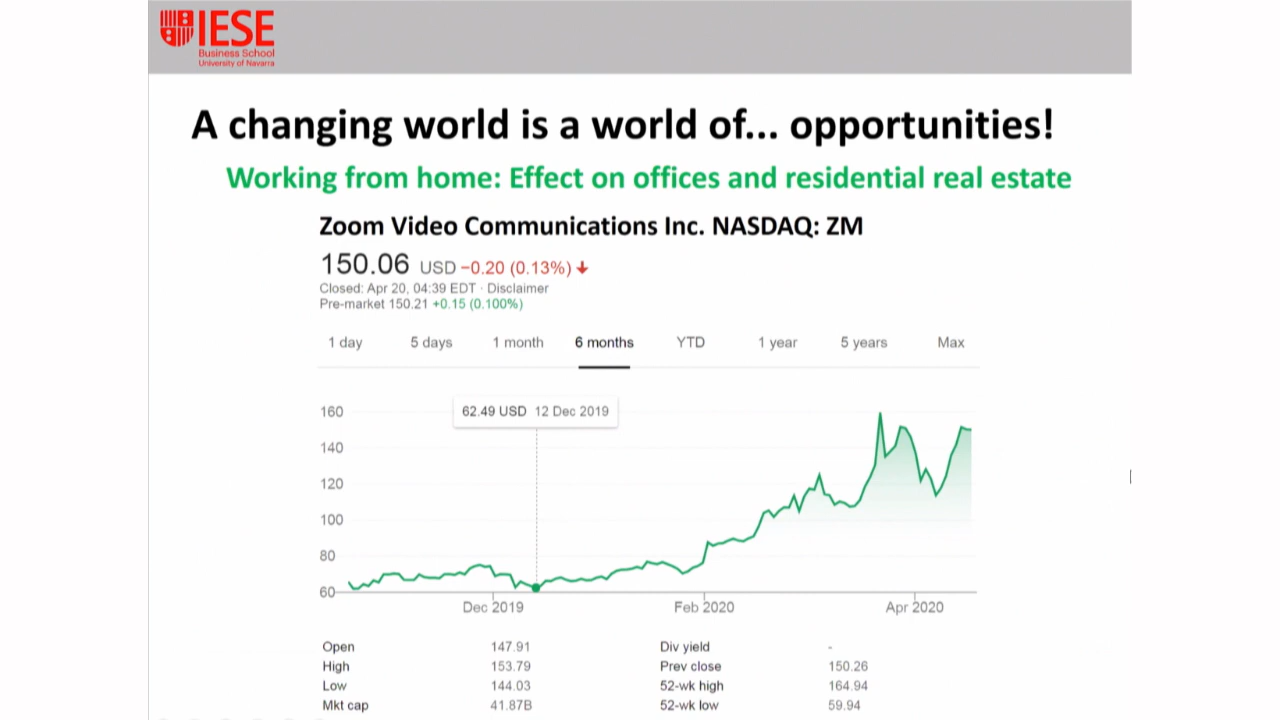 IESE
Business School
University of Navarra
A changing world is a world of... opportunities!
Working from home: Effect on offices and residential real estate
Zoom Video Communications Inc. NASDAQ: ZM
150.06 USD −0.20 (0.13%)
Closed: Apr 20, 04:39 EDT · Disclaimer
Pre-market 150.21 +0.15 (0.100%)
1 day 5 days 1 month 6 months YTD 1 year 5 years Max
62.49 USD 12 Dec 2019
160
140
120
100
80
60
Dec 2019 Feb 2020 Apr 2020
Open 147.91 Div yield -
High 153.79 Prev close 150.26
Low 144.03 52-wk high 164.94
Mkt cap 41.87B 52-wk low 59.94